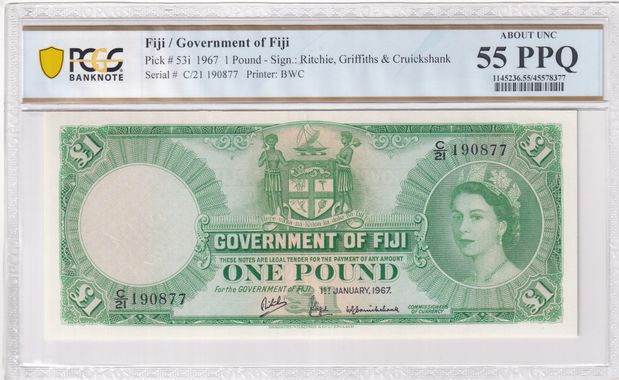 PCGS
BANKNOTE
Fiji / Government of Fiji
Pick # 53i 1967 1 Pound - Sign.: Ritchie, Griffiths & Cruickshank
Serial # C/21 190877 Printer: BWC
ABOUT UNC
55 PPQ
1145236.55/45578377
£1
£1
C/21 190877
GOVERNMENT OF FIJI
THESE NOTES ARE LEGAL TENDER FOR THE PAYMENT OF ANY AMOUNT
ONE POUND
For the GOVERNMENT OF FIJI 1ST JANUARY, 1967.
C/21 190877
COMMISSIONERS
OF CURRENCY
£1
£1